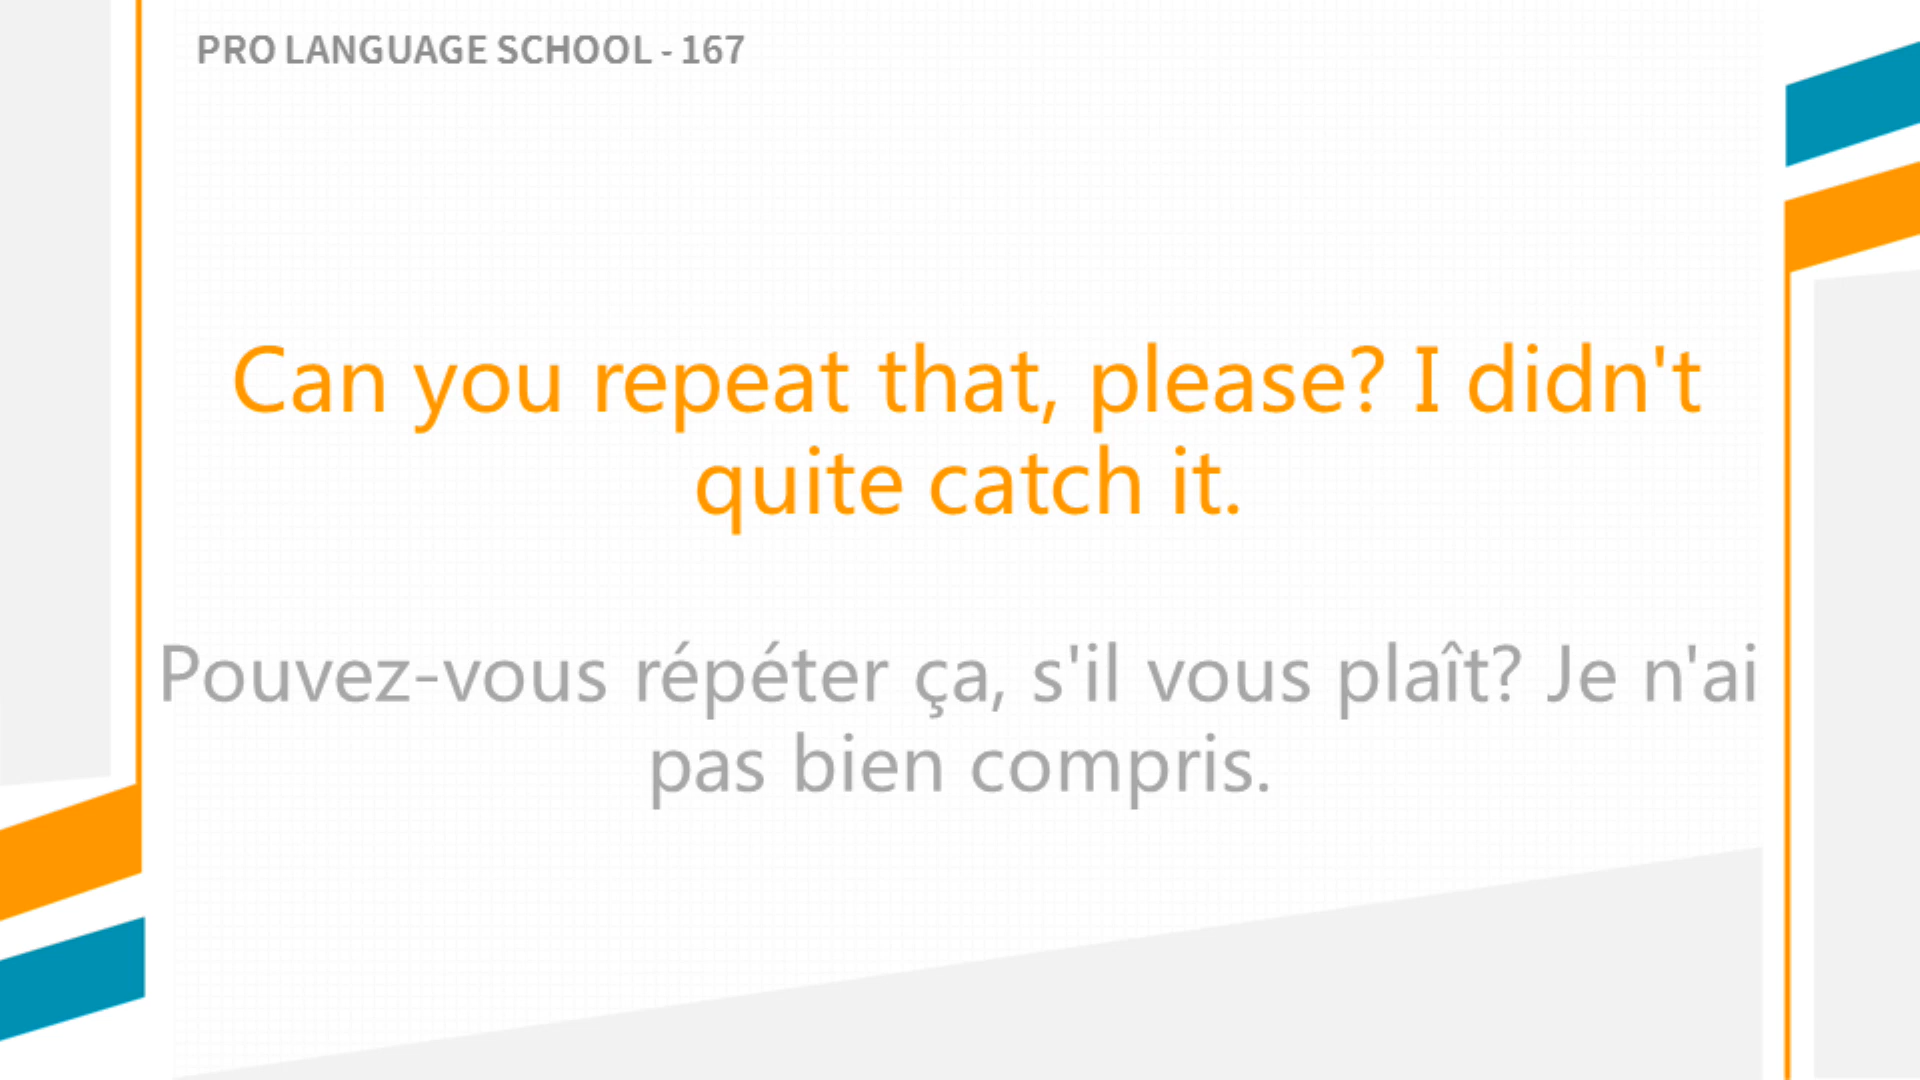 PRO LANGUAGE SCHOOL - 167
Can you repeat that, please? I didn't
quite catch it.
Pouvez-vous répéter ça, s'il vous plaît? Je n'ai
pas bien compris.